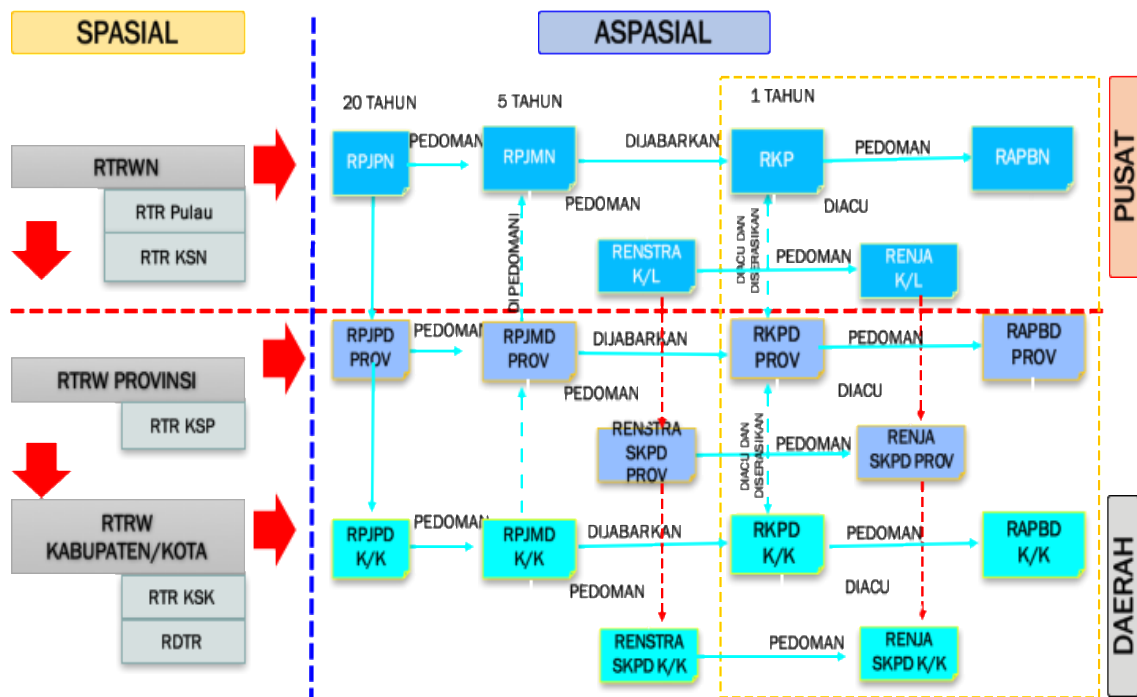 SPASIAL
ASPASIAL
20 TAHUN
5 TAHUN
1 TAHUN
PUSAT
DAERAH
RTRWN
RTR Pulau
RTR KSN
RTRW PROVINSI
RTR KSP
RTRW
KABUPATEN/KOTA
RTR KSK
RDTR
RPJPN
PEDOMAN
RPJMN
DIJABARKAN
RKP
PEDOMAN
RAPBN
PEDOMAN
DIACU
DI PEDOMANI
DIACU DAN
DISERASIKAN
RENSTRA
K/L
PEDOMAN
RENJA
K/L
RPJPD
PROV
PEDOMAN
RPJMD
PROV
DIJABARKAN
RKPD
PROV
PEDOMAN
RAPBD
PROV
PEDOMAN
DIACU
RENSTRA
SKPD
PROV
PEDOMAN
RENJA
SKPD PROV
DIACU DAN
DISERASIKAN
RPJPD
K/K
PEDOMAN
RPJMD
K/K
DIJABARKAN
RKPD
K/K
PEDOMAN
RAPBD
K/K
PEDOMAN
DIACU
RENSTRA
SKPD K/K
PEDOMAN
RENJA
SKPD K/K